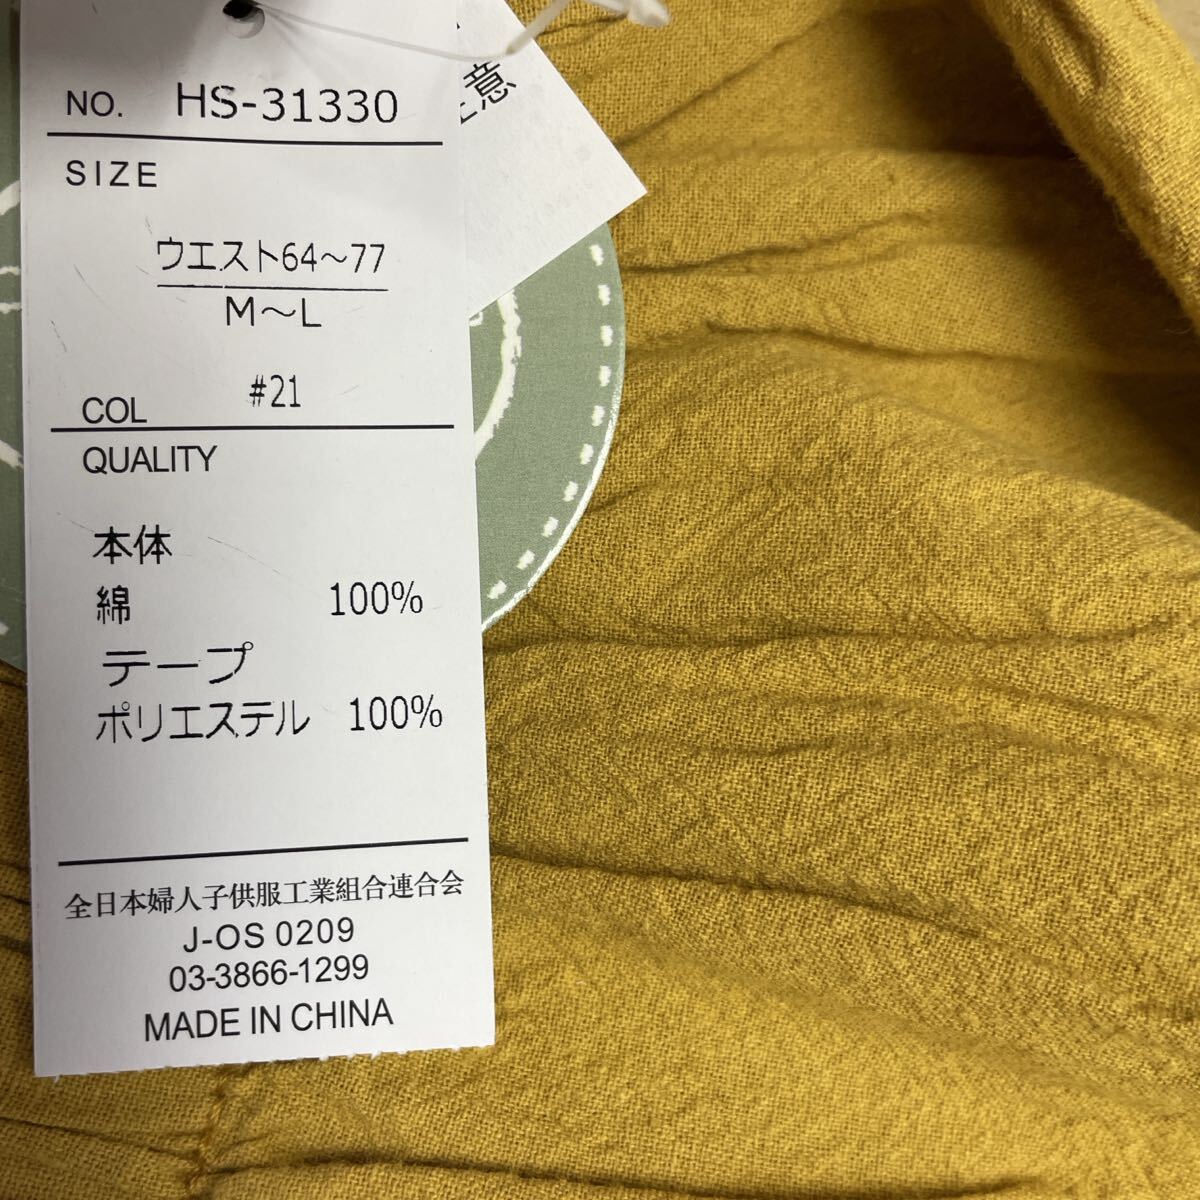 NO. HS-31330
SIZE
ウエスト64～77
M～L
COL #21
QUALITY
本体
綿 100%
テープ
ポリエステル 100%
全日本婦人子供服工業組合連合会
J-OS 0209
03-3866-1299
MADE IN CHINA
意